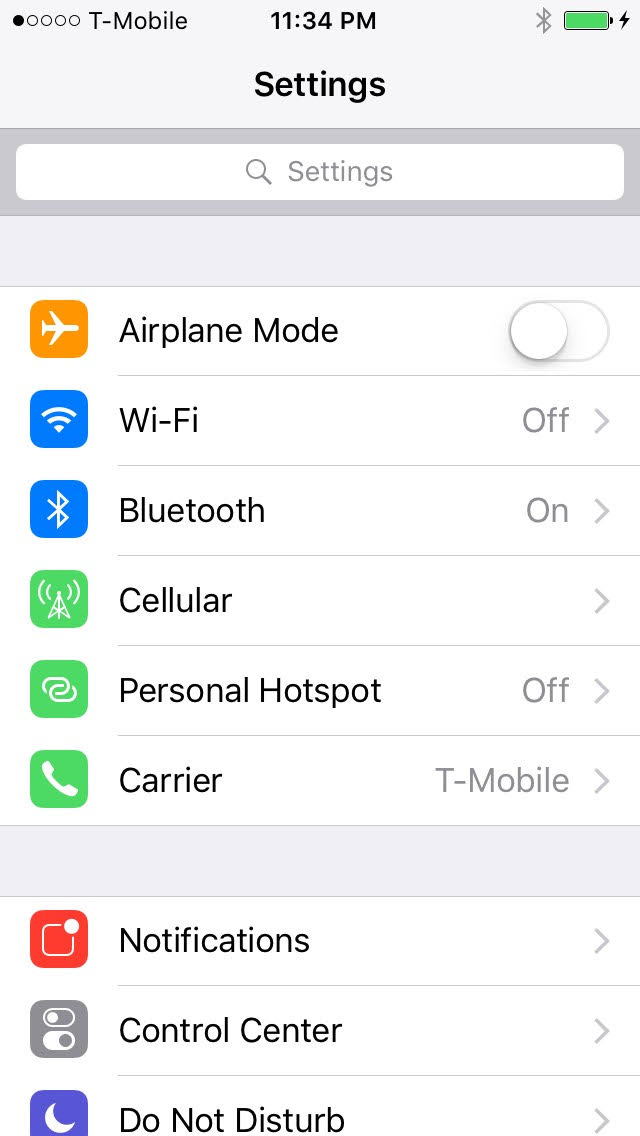 T-Mobile 11:34 PM
Settings
Settings
Airplane Mode
Wi-Fi Off
Bluetooth On
Cellular
Personal Hotspot Off
Carrier T-Mobile
Notifications
Control Center
Do Not Disturb